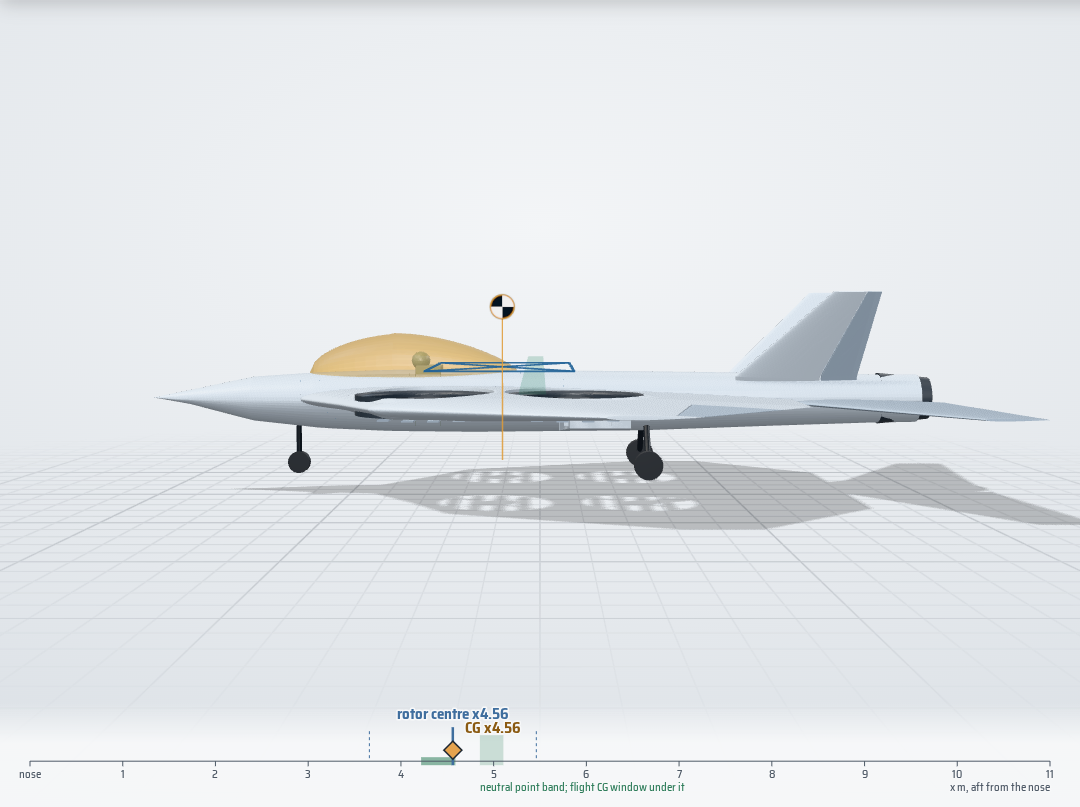 rotor centre x4.56
CG x4.56
nose 1 2 3 4 5 6 7 8 9 10 11
neutral point band; flight CG window under it
x m, aft from the nose